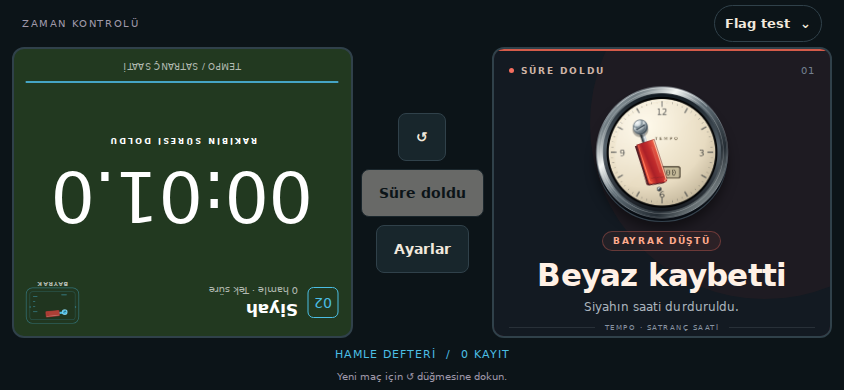 ZAMAN KONTROLÜ
Flag test
TEMPO / SATRANÇ SAATİ
RAKİBİN SÜRESİ DOLDU
00:01.0
02
Siyah
0 hamle · Tek süre
BAYRAK
↺
Süre doldu
Ayarlar
SÜRE DOLDU
01
12
TEMPO
9
3
00
6
BAYRAK DÜŞTÜ
Beyaz kaybetti
Siyahın saati durduruldu.
TEMPO · SATRANÇ SAATİ
HAMLE DEFTERİ / 0 KAYIT
Yeni maç için ↺ düğmesine dokun.